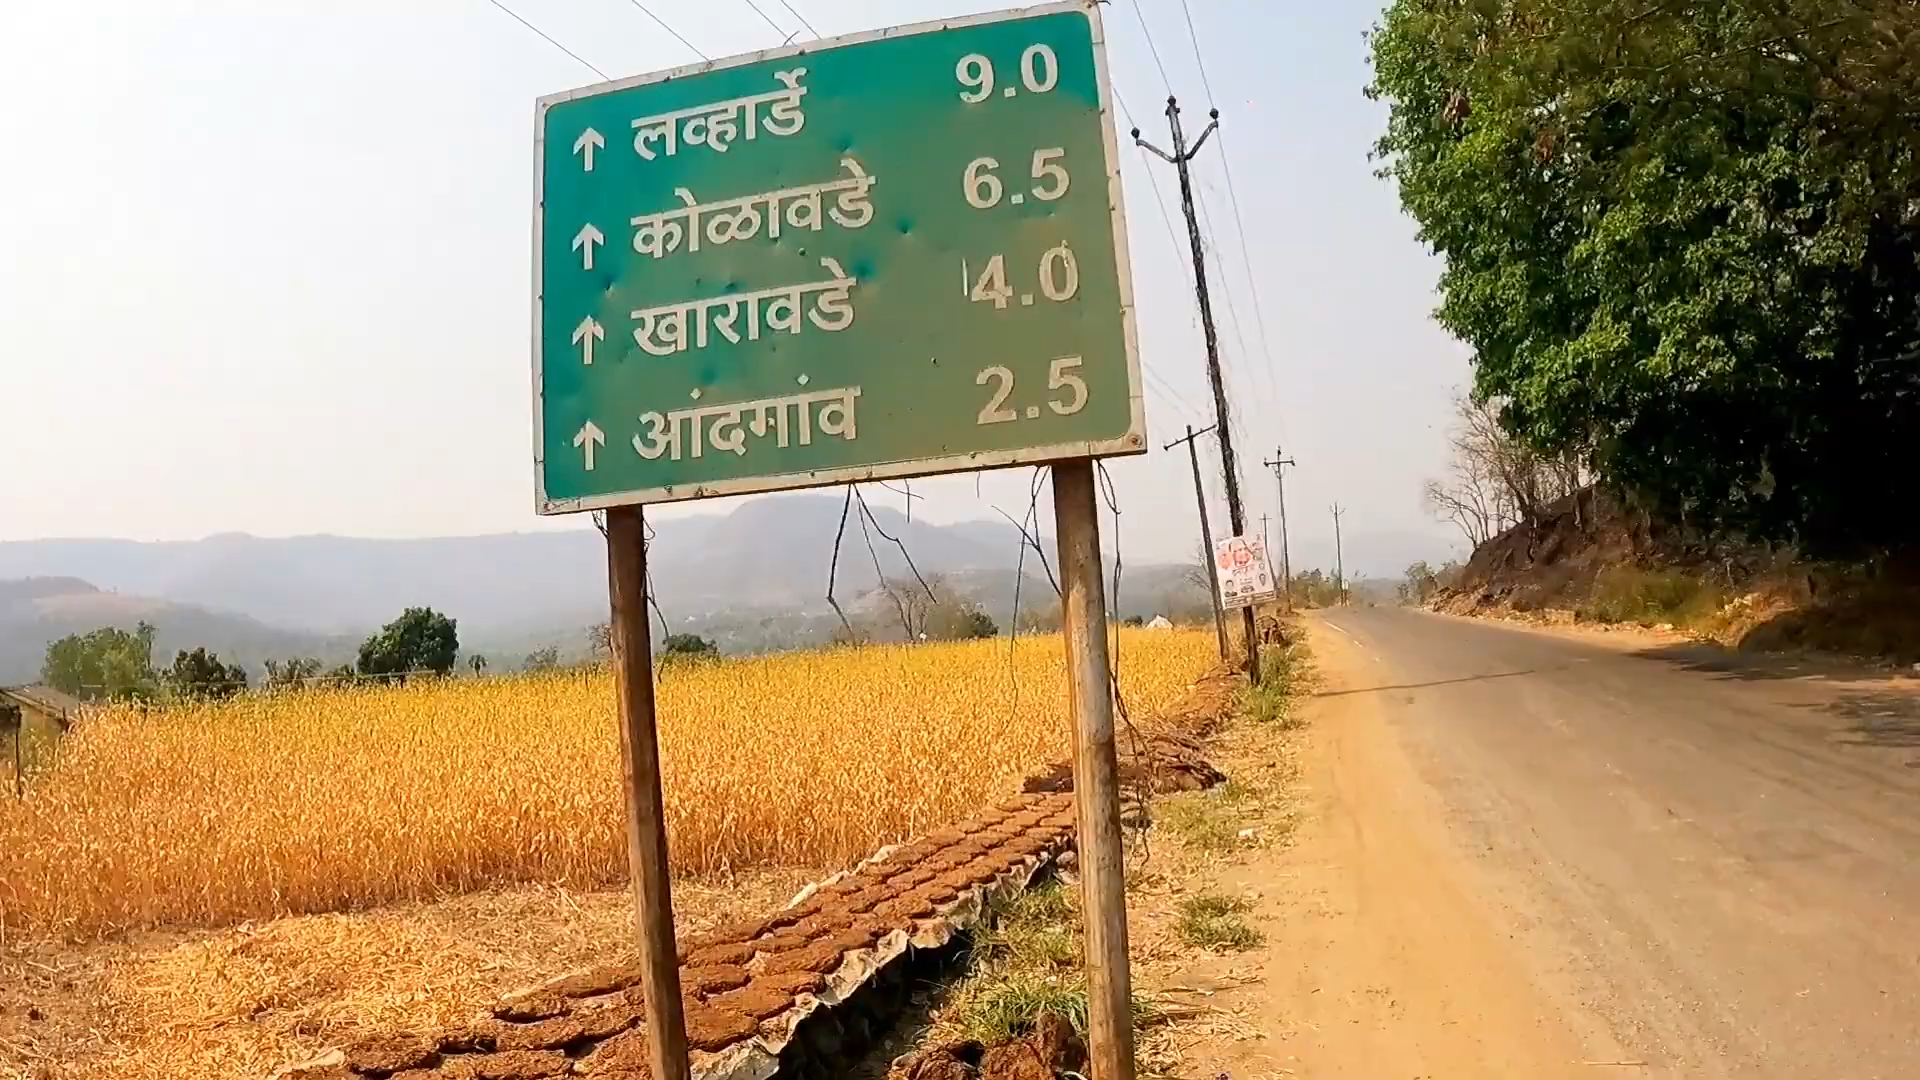 ↑ लव्हार्डे 9.0
↑ कोळावडे 6.5
↑ खारावडे 4.0
↑ आंदगांव 2.5